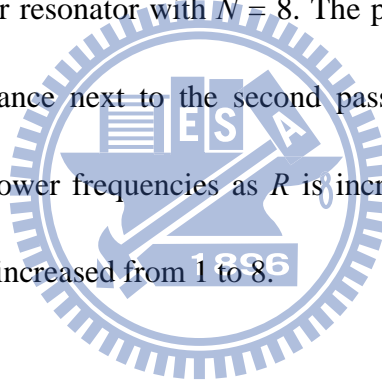 r resonator with N = 8. The p
ance next to the second pass
ower frequencies as R is incr
increased from 1 to 8.
E S A
1896